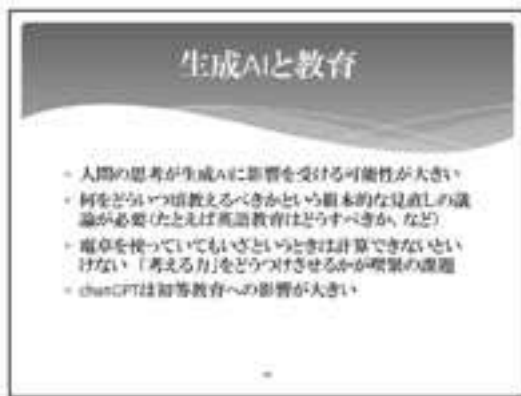 生成AIと教育
人間の思考が生成AIに影響を受ける可能性が大きい
何をどういつ頃教えるべきかという根本的な見直しの議
論が必要(たとえば英語教育はどうすべきか、など)
電卓を使っていてもいざというときは計算できないとい
けない 「考える力」をどうつけさせるかが喫緊の課題
chatGPTは初等教育への影響が大きい